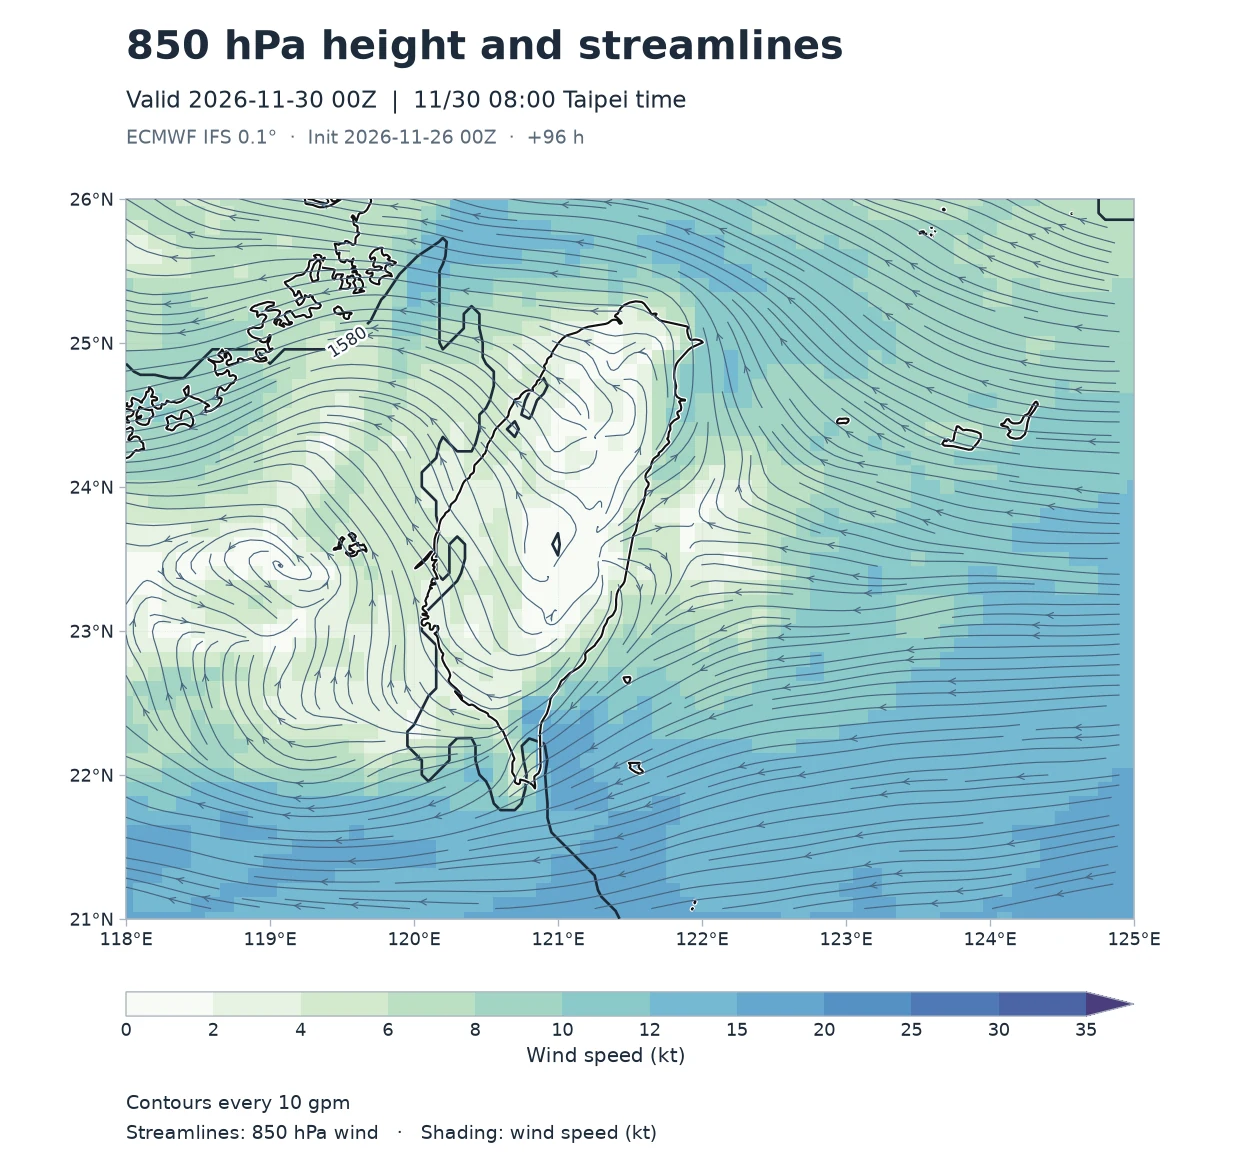 850 hPa height and streamlines
Valid 2026-11-30 00Z | 11/30 08:00 Taipei time
ECMWF IFS 0.1° · Init 2026-11-26 00Z · +96 h
26°N
25°N
24°N
23°N
22°N
21°N
1580
118°E 119°E 120°E 121°E 122°E 123°E 124°E 125°E
0 2 4 6 8 10 12 15 20 25 30 35
Wind speed (kt)
Contours every 10 gpm
Streamlines: 850 hPa wind · Shading: wind speed (kt)